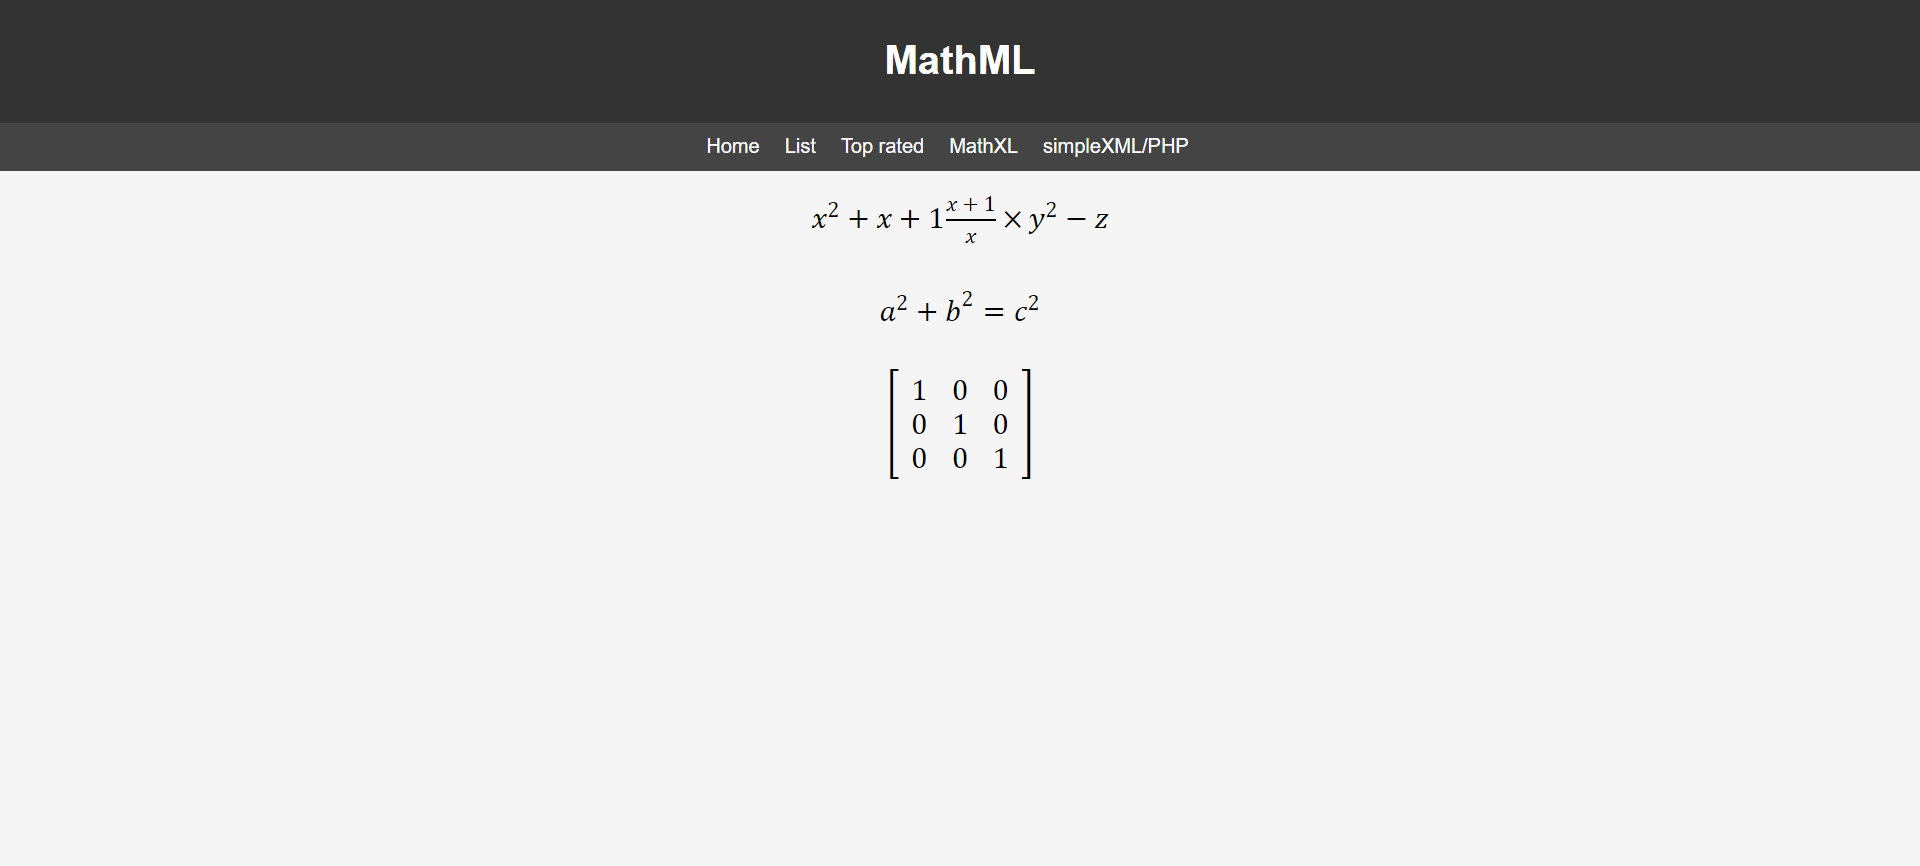 MathML
Home List Top rated MathXL simpleXML/PHP
x² + x + 1 (x + 1)/x × y² − z
a² + b² = c²
[1 0 0
0 1 0
0 0 1]